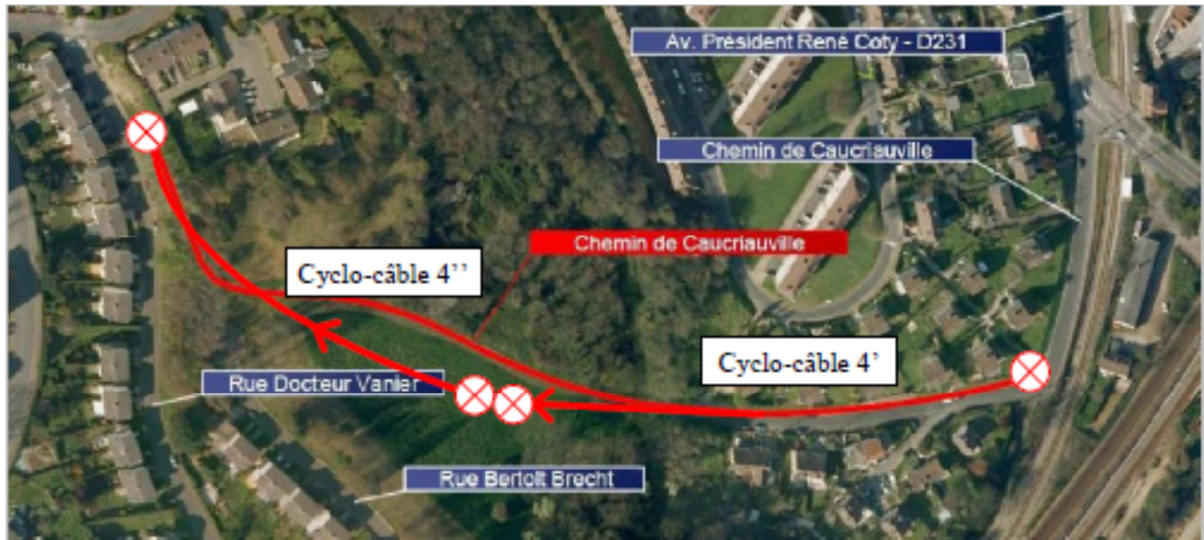 Av. Président René Coty - D231
Chemin de Caucriauville
Chemin de Caucriauville
Cyclo-câble 4’’
Cyclo-câble 4’
Rue Docteur Vanier
Rue Bertolt Brecht